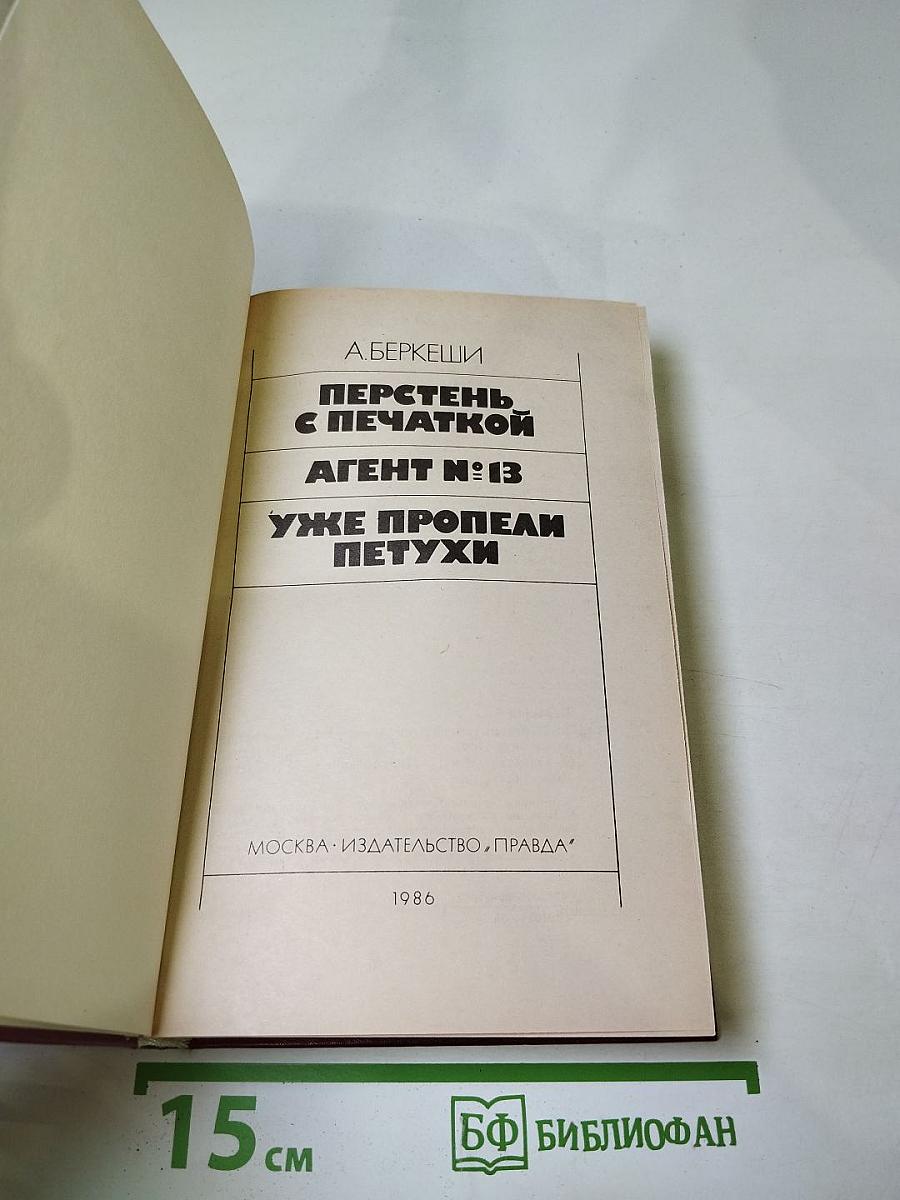 А. БЕРКЕШИ
ПЕРСТЕНЬ
С ПЕЧАТКОЙ
АГЕНТ №13
УЖЕ ПРОПЕЛИ
ПЕТУХИ
МОСКВА · ИЗДАТЕЛЬСТВО „ПРАВДА“
1986
15 см
БФ БИБЛИОФАН